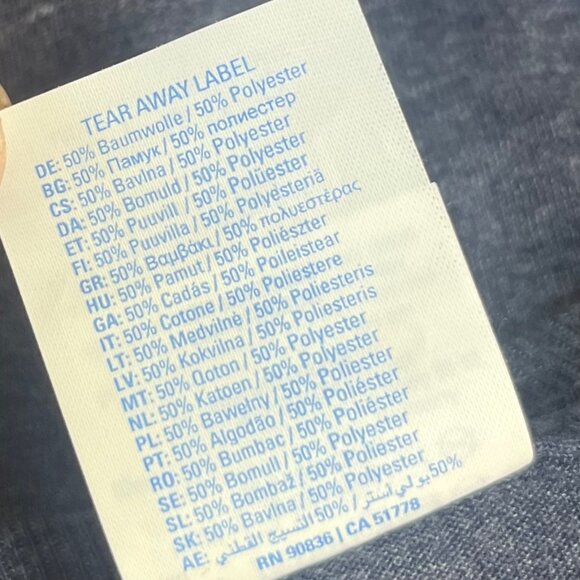 TEAR AWAY LABEL
DE: 50% Baumwolle / 50% Polyester
BG: 50% Памук / 50% полиестер
CS: 50% Bavlna / 50% Polyester
DA: 50% Bomuld / 50% Polyester
ET: 50% Puuvill / 50% Polüester
FI: 50% Puuvilla / 50% Polyesteriä
GR: 50% Βαμβάκι / 50% πολυεστέρας
HU: 50% Pamut / 50% Poliészter
GA: 50% Cadás / 50% Poileistear
IT: 50% Cotone / 50% Poliestere
LT: 50% Medvilnė / 50% Poliesteris
LV: 50% Kokvilna / 50% Poliesteris
MT: 50% Qoton / 50% Polyester
NL: 50% Katoen / 50% Polyester
PL: 50% Bawełny / 50% Poliester
PT: 50% Algodão / 50% Poliéster
RO: 50% Bumbac / 50% Poliéster
SE: 50% Bomull / 50% Polyester
SL: 50% Bombaž / 50% Poliester
SK: 50% Bavlna / 50% Polyester
AE: النسيج القطني 50% / بولي أستر 50%
RN 90836 | CA 51778